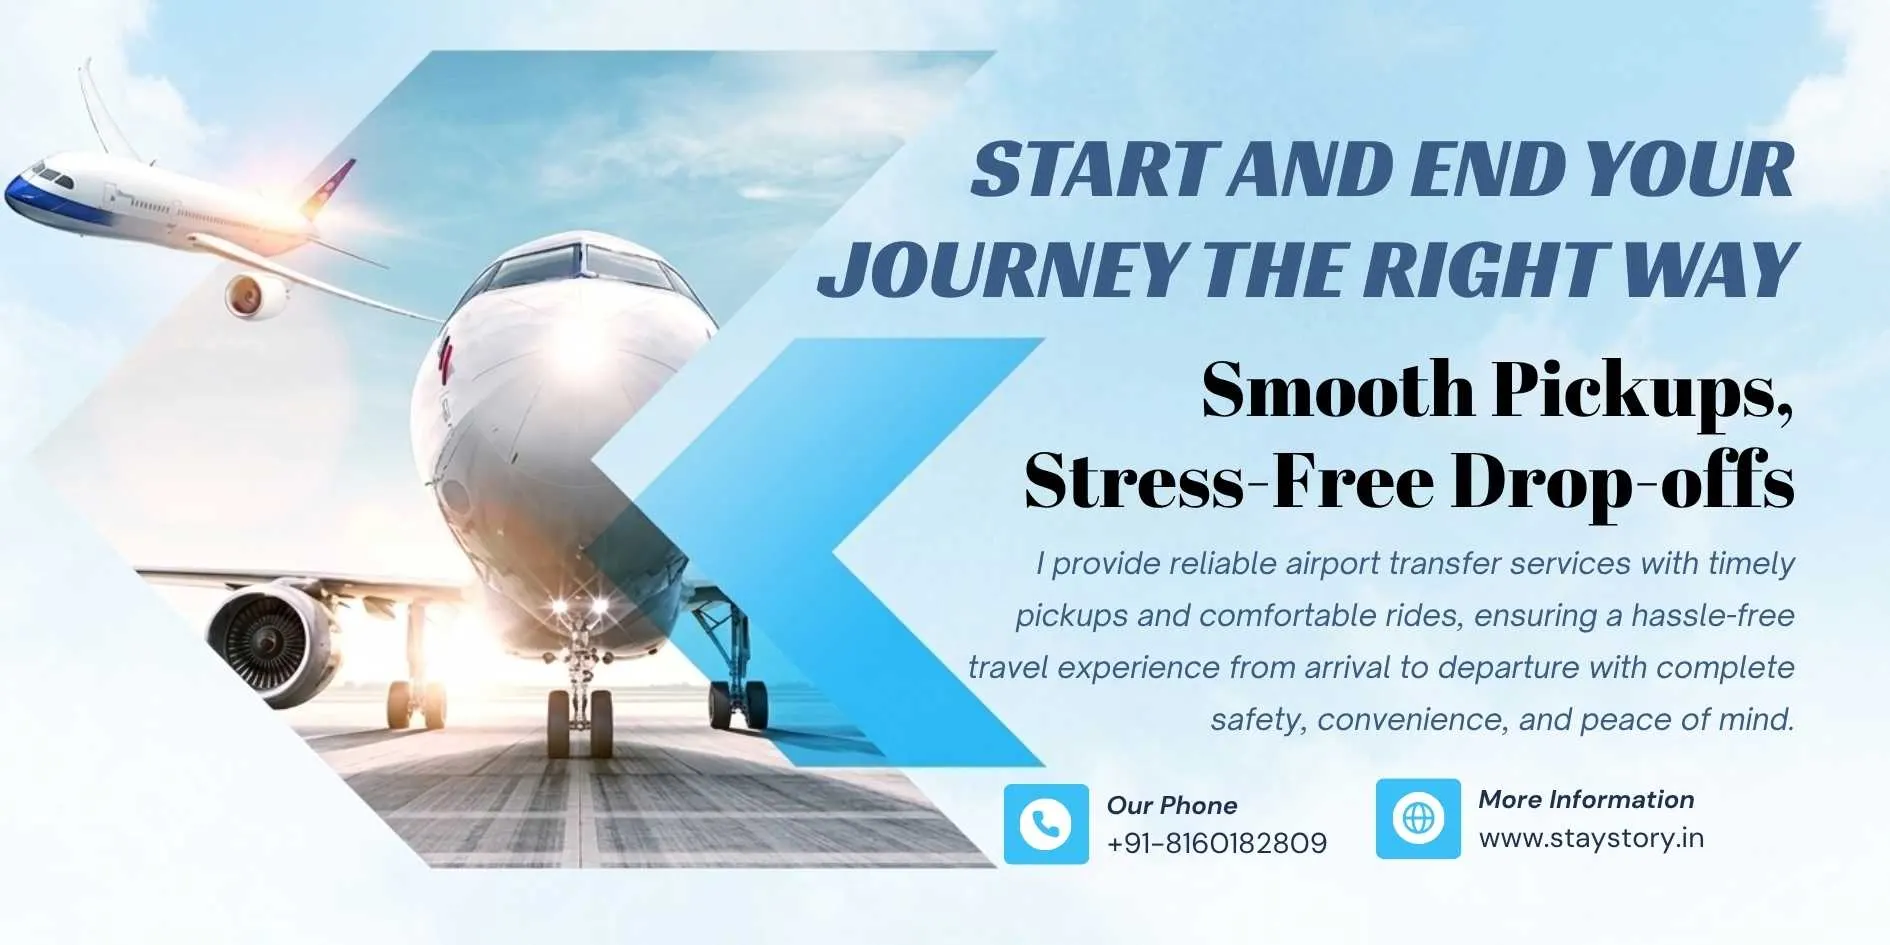 START AND END YOUR
JOURNEY THE RIGHT WAY
Smooth Pickups,
Stress-Free Drop-offs
I provide reliable airport transfer services with timely
pickups and comfortable rides, ensuring a hassle-free
travel experience from arrival to departure with complete
safety, convenience, and peace of mind.
Our Phone
+91-8160182809
More Information
www.staystory.in